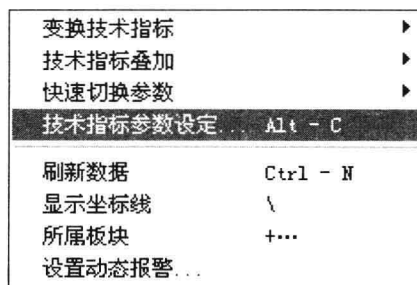 变换技术指标
技术指标叠加
快速切换参数
技术指标参数设定... Alt - C
刷新数据 Ctrl - N
显示坐标线 \
所属板块 +...
设置动态报警...